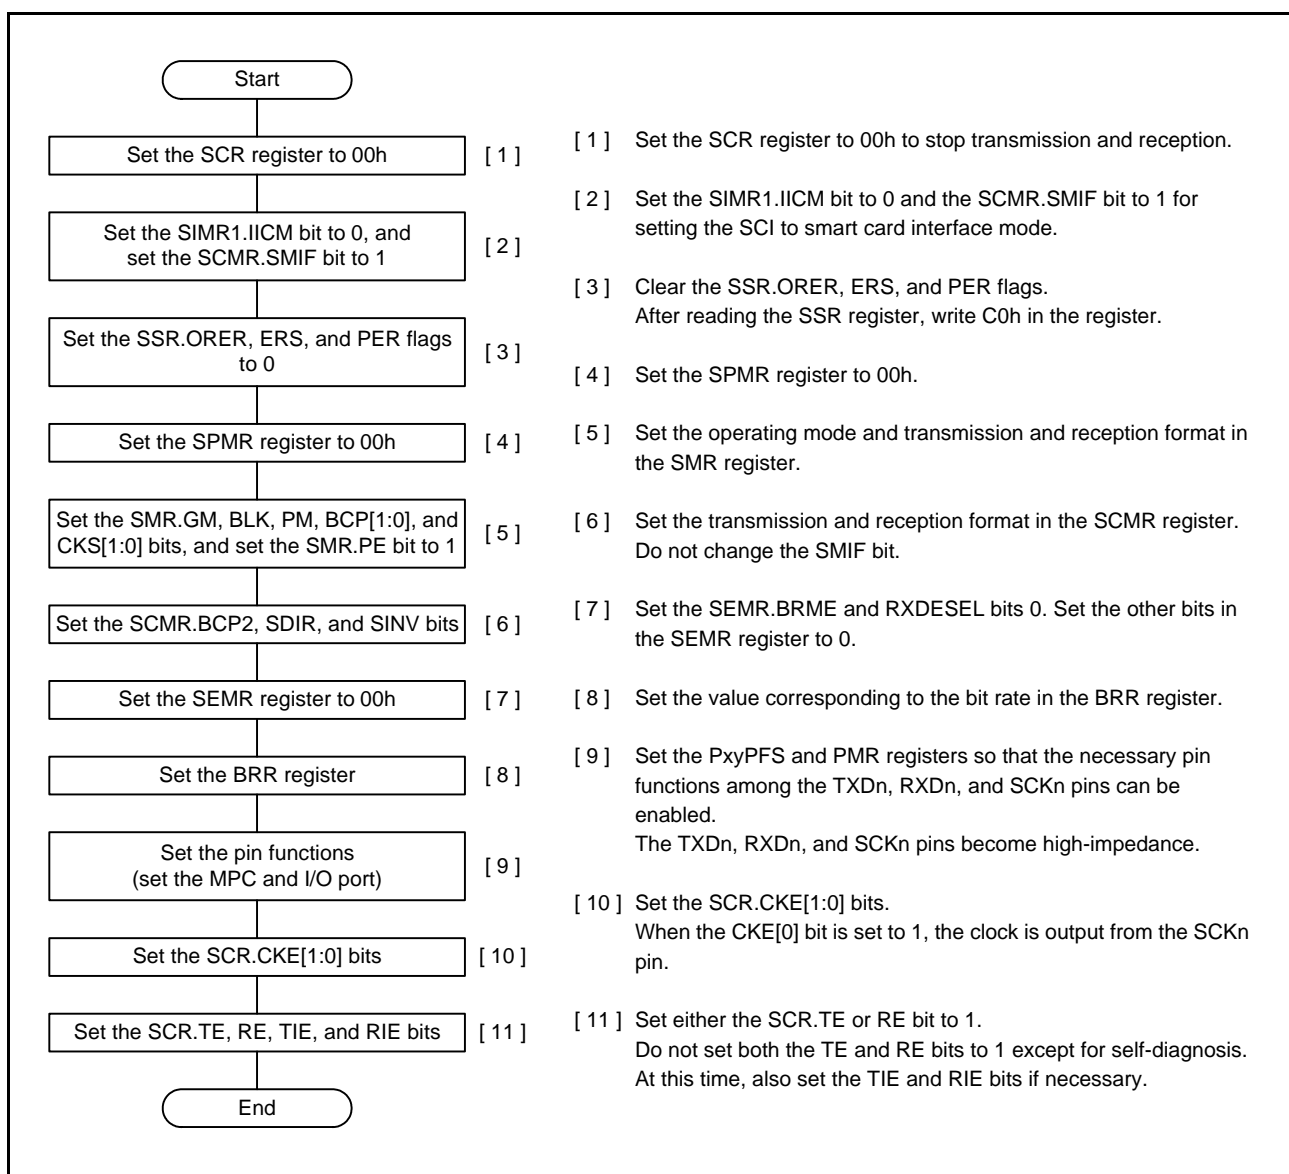 Start
Set the SCR register to 00h
[ 1 ]
Set the SIMR1.IICM bit to 0, and
set the SCMR.SMIF bit to 1
[ 2 ]
Set the SSR.ORER, ERS, and PER flags
to 0
[ 3 ]
Set the SPMR register to 00h
[ 4 ]
Set the SMR.GM, BLK, PM, BCP[1:0], and
CKS[1:0] bits, and set the SMR.PE bit to 1
[ 5 ]
Set the SCMR.BCP2, SDIR, and SINV bits
[ 6 ]
Set the SEMR register to 00h
[ 7 ]
Set the BRR register
[ 8 ]
Set the pin functions
(set the MPC and I/O port)
[ 9 ]
Set the SCR.CKE[1:0] bits
[ 10 ]
Set the SCR.TE, RE, TIE, and RIE bits
[ 11 ]
End
[ 1 ] Set the SCR register to 00h to stop transmission and reception.
[ 2 ] Set the SIMR1.IICM bit to 0 and the SCMR.SMIF bit to 1 for
setting the SCI to smart card interface mode.
[ 3 ] Clear the SSR.ORER, ERS, and PER flags.
After reading the SSR register, write C0h in the register.
[ 4 ] Set the SPMR register to 00h.
[ 5 ] Set the operating mode and transmission and reception format in
the SMR register.
[ 6 ] Set the transmission and reception format in the SCMR register.
Do not change the SMIF bit.
[ 7 ] Set the SEMR.BRME and RXDESEL bits 0. Set the other bits in
the SEMR register to 0.
[ 8 ] Set the value corresponding to the bit rate in the BRR register.
[ 9 ] Set the PxyPFS and PMR registers so that the necessary pin
functions among the TXDn, RXDn, and SCKn pins can be
enabled.
The TXDn, RXDn, and SCKn pins become high-impedance.
[ 10 ] Set the SCR.CKE[1:0] bits.
When the CKE[0] bit is set to 1, the clock is output from the SCKn
pin.
[ 11 ] Set either the SCR.TE or RE bit to 1.
Do not set both the TE and RE bits to 1 except for self-diagnosis.
At this time, also set the TIE and RIE bits if necessary.